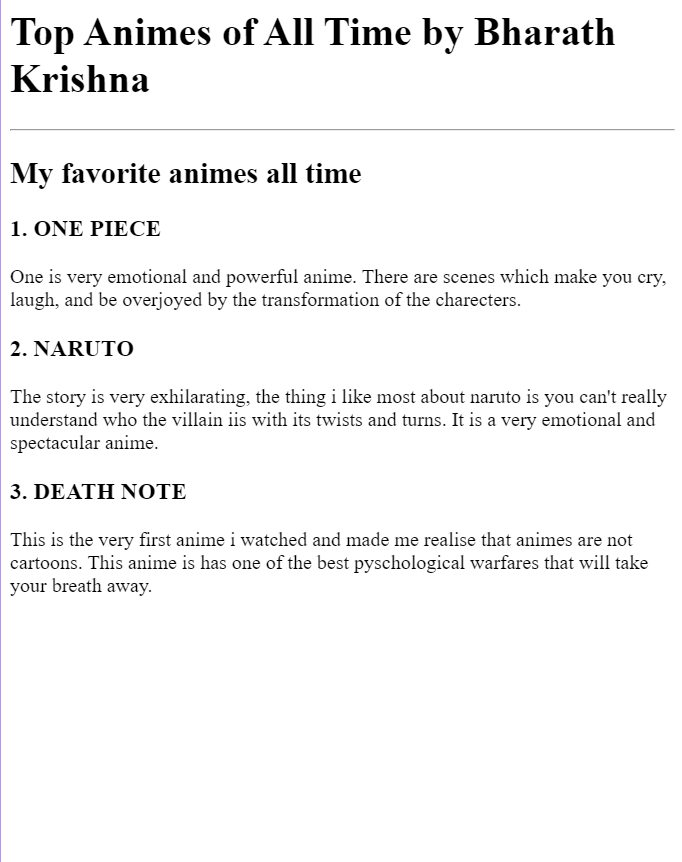 Top Animes of All Time by Bharath
Krishna
My favorite animes all time
1. ONE PIECE
One is very emotional and powerful anime. There are scenes which make you cry,
laugh, and be overjoyed by the transformation of the charecters.
2. NARUTO
The story is very exhilarating, the thing i like most about naruto is you can't really
understand who the villain iis with its twists and turns. It is a very emotional and
spectacular anime.
3. DEATH NOTE
This is the very first anime i watched and made me realise that animes are not
cartoons. This anime is has one of the best pyschological warfares that will take
your breath away.